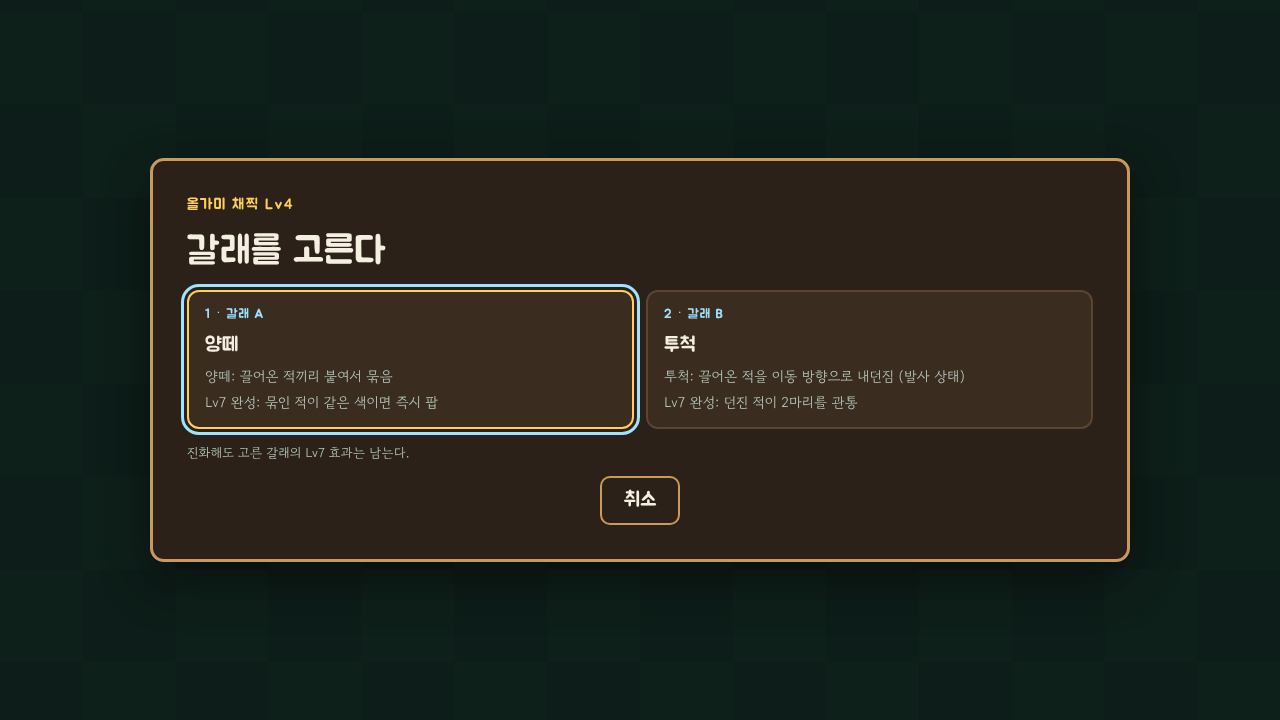 올가미 채찍 Lv4
갈래를 고른다
1 · 갈래 A
양떼
양떼: 끌어온 적끼리 붙여서 묶음
Lv7 완성: 묶인 적이 같은 색이면 즉시 팝
2 · 갈래 B
투척
투척: 끌어온 적을 이동 방향으로 내던짐 (발사 상태)
Lv7 완성: 던진 적이 2마리를 관통
진화해도 고른 갈래의 Lv7 효과는 남는다.
취소